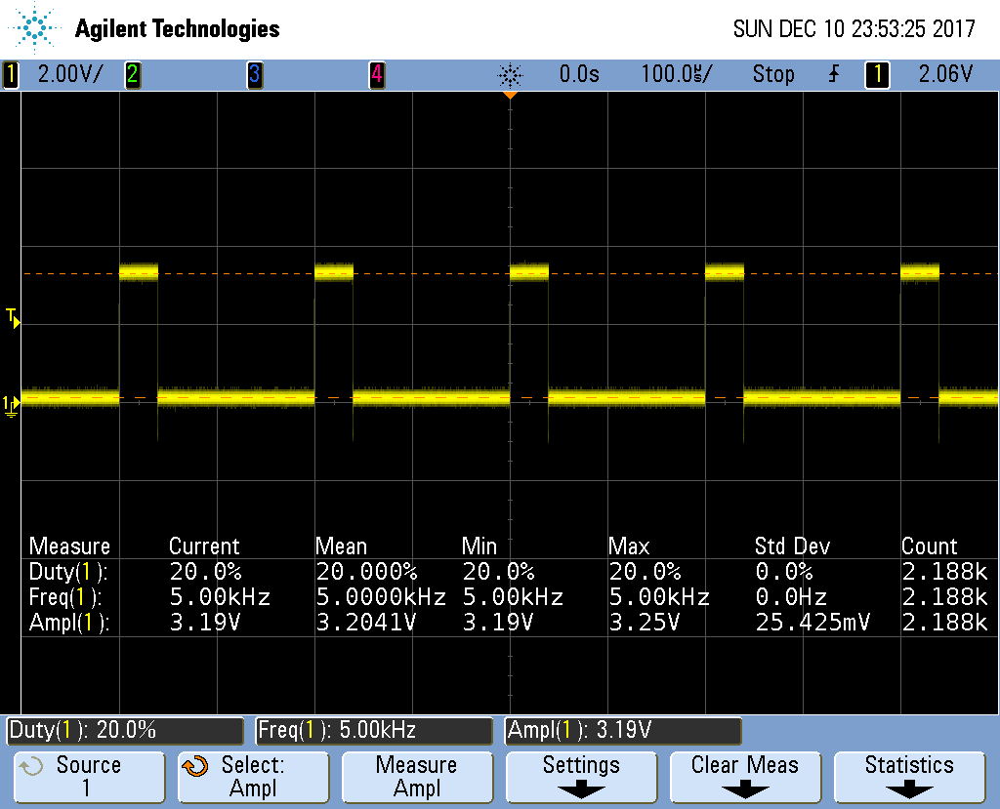 Agilent Technologies SUN DEC 10 23:53:25 2017
1 2.00V/ 2 3 4 0.0s 100.0㎲/ Stop 1 2.06V
T
1
Measure Current Mean Min Max Std Dev Count
Duty(1): 20.0% 20.000% 20.0% 20.0% 0.0% 2.188k
Freq(1): 5.00kHz 5.0000kHz 5.00kHz 5.00kHz 0.0Hz 2.188k
Ampl(1): 3.19V 3.2041V 3.19V 3.25V 25.425mV 2.188k
Duty(1): 20.0% Freq(1): 5.00kHz Ampl(1): 3.19V
Source Select: Measure Settings Clear Meas Statistics
1 Ampl Ampl